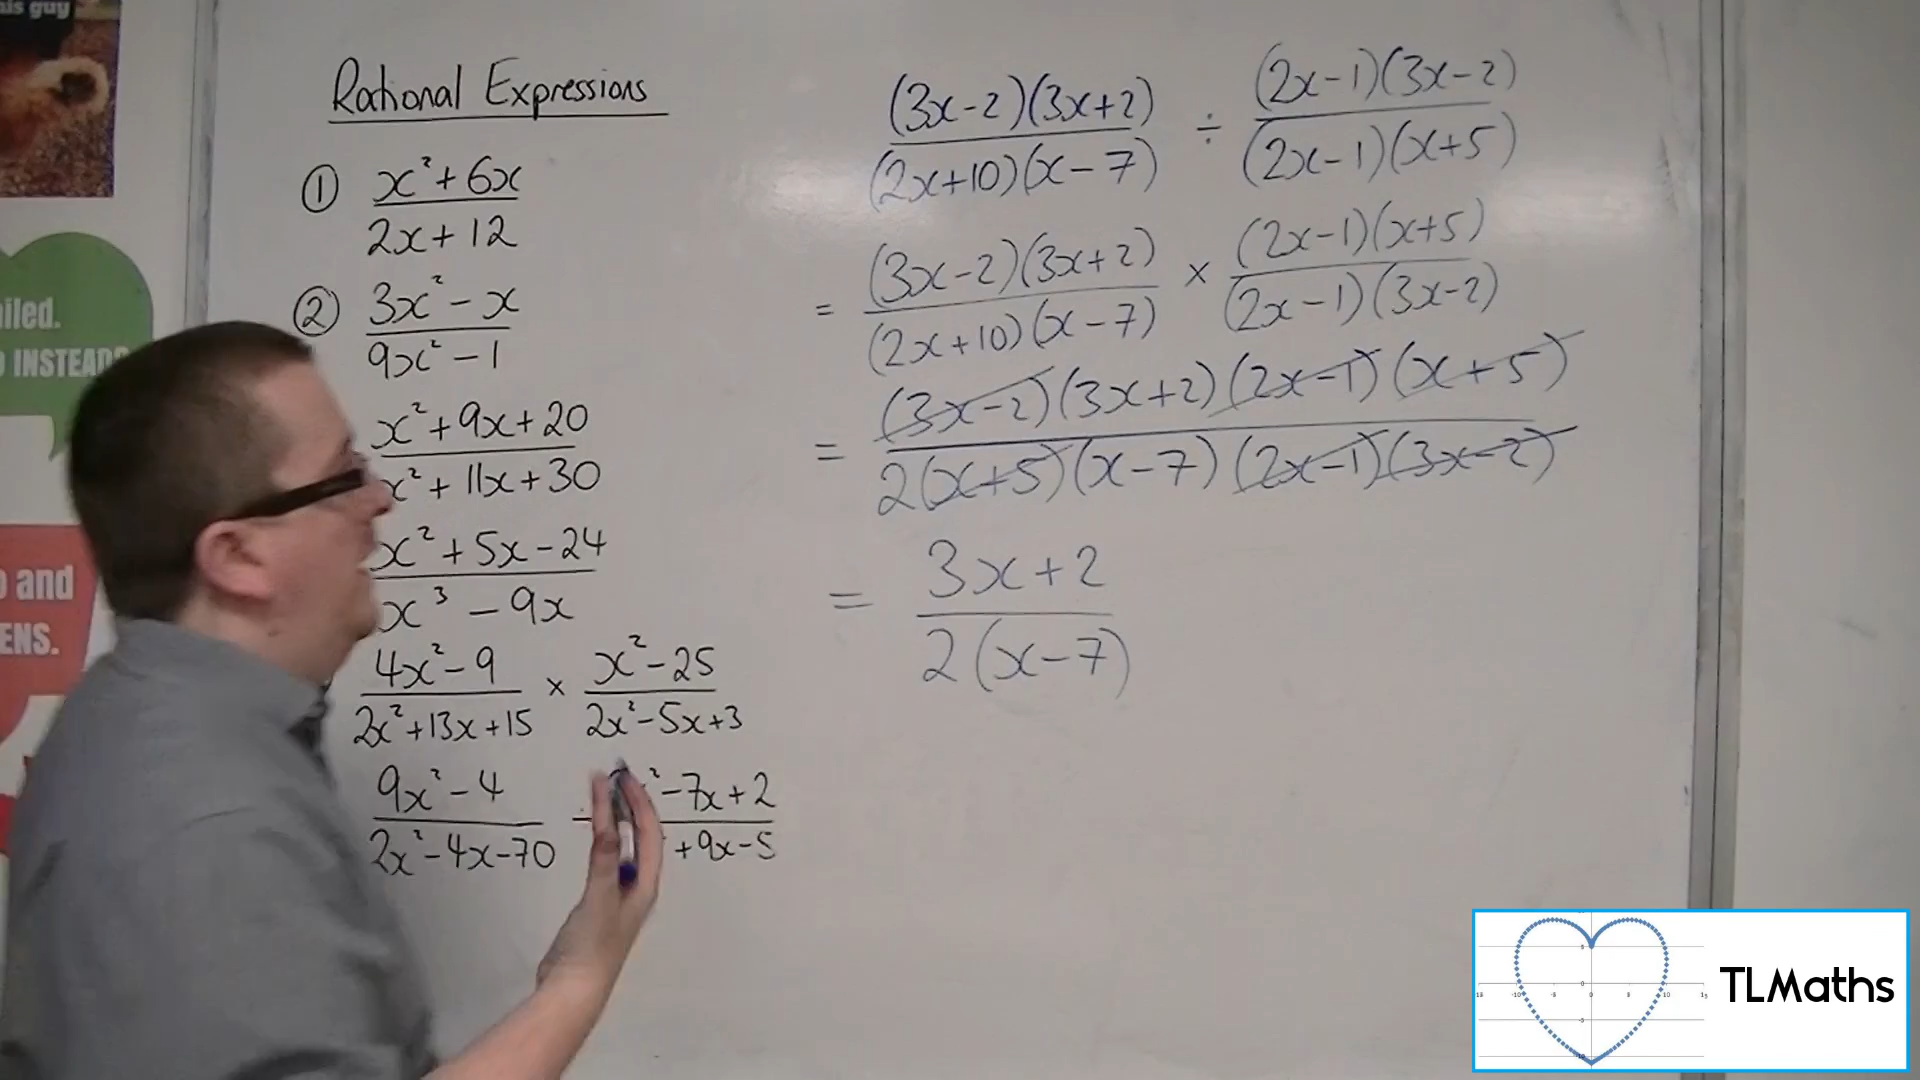 his guy
iled.
INSTEAD?
and
ENS.
Rational Expressions
① x²+6x
2x+12
② 3x²-x
9x²-1
x²+9x+20
x²+11x+30
x²+5x-24
x³-9x
4x²-9 × x²-25
2x²+13x+15 2x²-5x+3
9x²-4 ²-7x+2
2x²-4x-70 +9x-5
(3x-2)(3x+2) ÷ (2x-1)(3x-2)
(2x+10)(x-7) (2x-1)(x+5)
= (3x-2)(3x+2) × (2x-1)(x+5)
(2x+10)(x-7) (2x-1)(3x-2)
= (3x-2)(3x+2)(2x-1)(x+5)
2(x+5)(x-7)(2x-1)(3x-2)
= 3x+2
2(x-7)
TLMaths